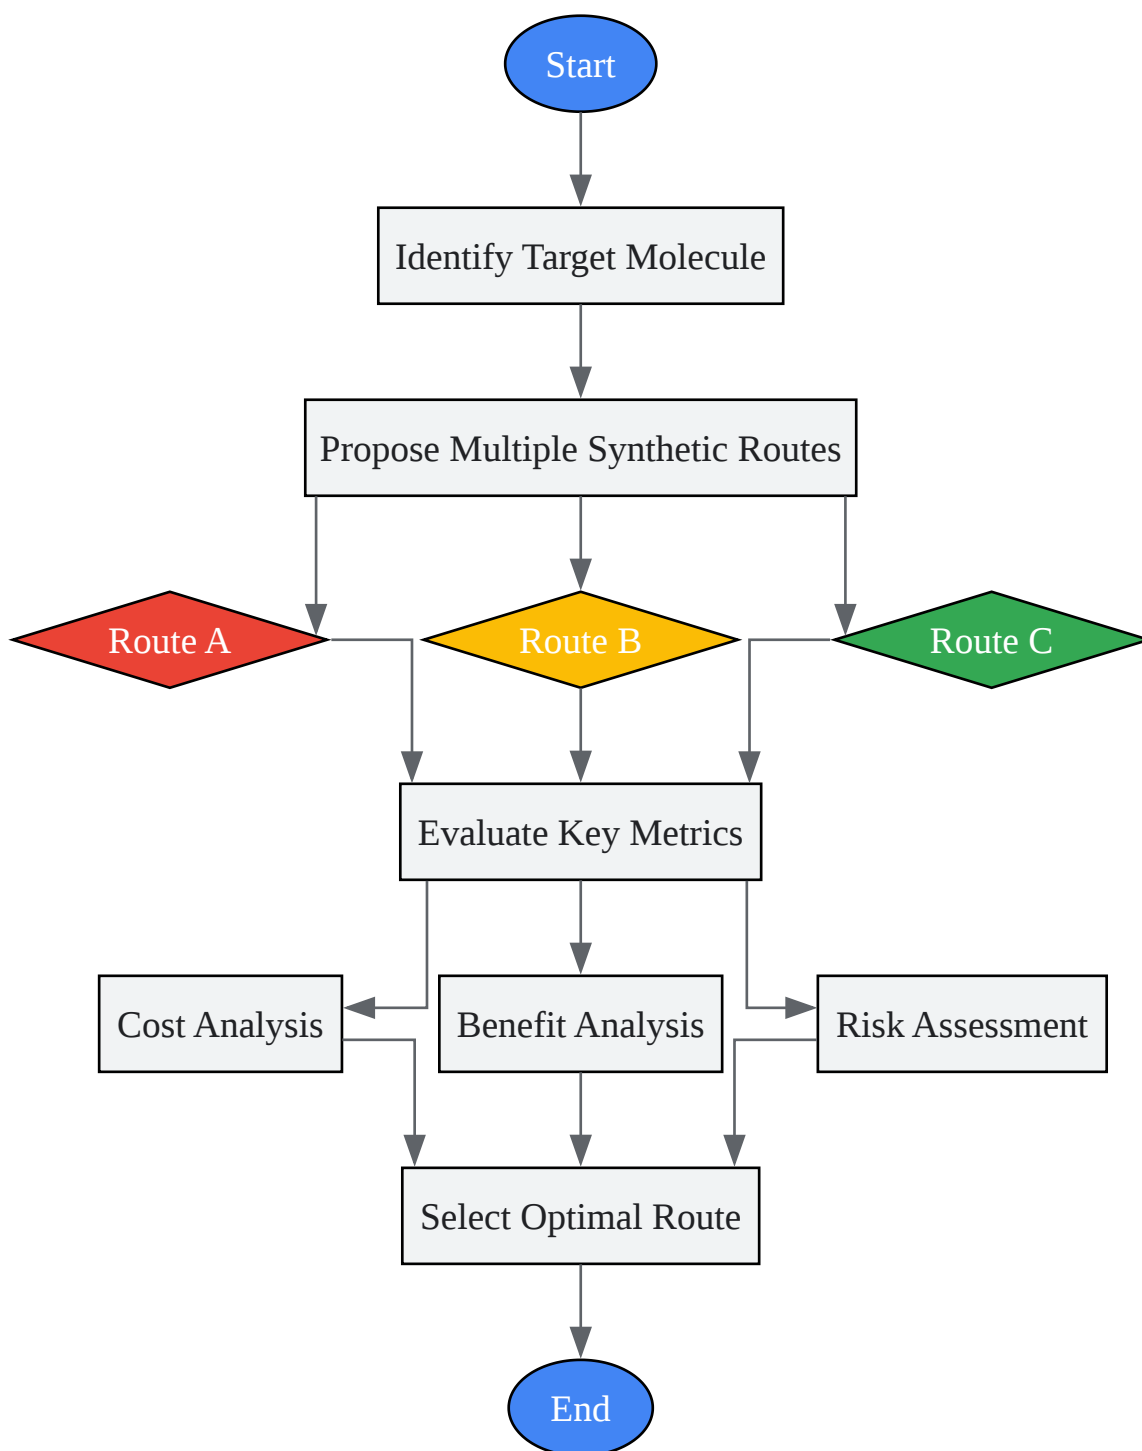 Start
Identify Target Molecule
Propose Multiple Synthetic Routes
Route A
Route B
Route C
Evaluate Key Metrics
Cost Analysis
Benefit Analysis
Risk Assessment
Select Optimal Route
End